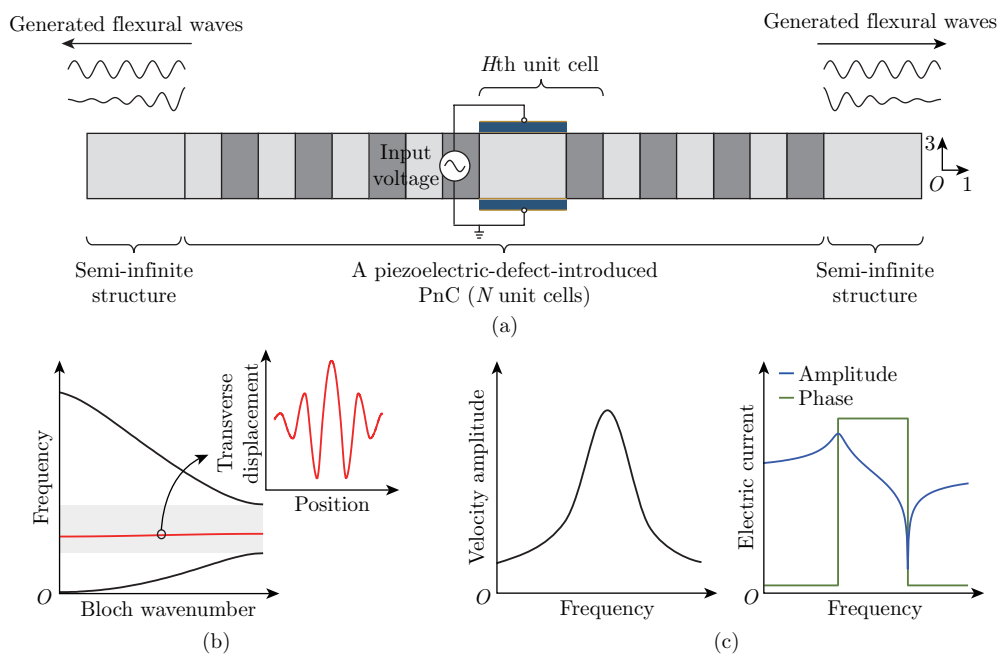 Generated flexural waves
Generated flexural waves
Hth unit cell
Input
voltage
3
O 1
Semi-infinite
structure
A piezoelectric-defect-introduced
PnC (N unit cells)
Semi-infinite
structure
(a)
Frequency
O
Bloch wavenumber
Transverse
displacement
Position
(b)
Velocity amplitude
O
Frequency
Electric current
Amplitude
Phase
O
Frequency
(c)